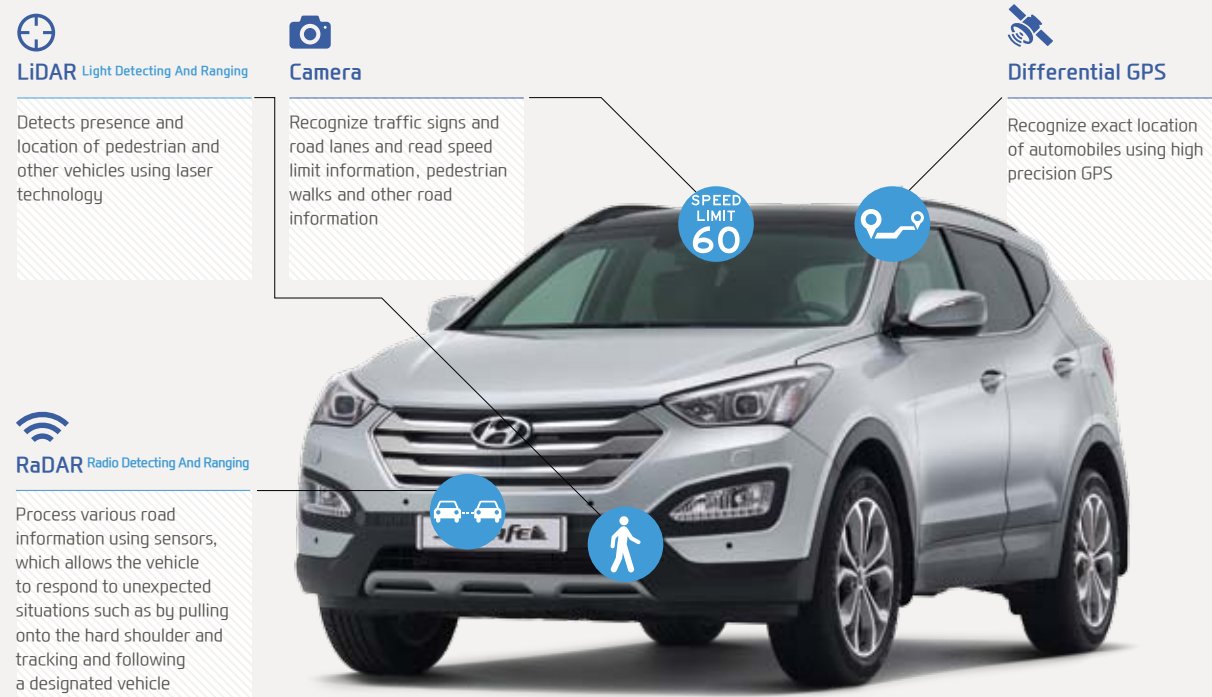 LiDAR Light Detecting And Ranging
Detects presence and
location of pedestrian and
other vehicles using laser
technology
Camera
Recognize traffic signs and
road lanes and read speed
limit information, pedestrian
walks and other road
information
Differential GPS
Recognize exact location
of automobiles using high
precision GPS
SPEED
LIMIT
60
RaDAR Radio Detecting And Ranging
Process various road
information using sensors,
which allows the vehicle
to respond to unexpected
situations such as by pulling
onto the hard shoulder and
tracking and following
a designated vehicle